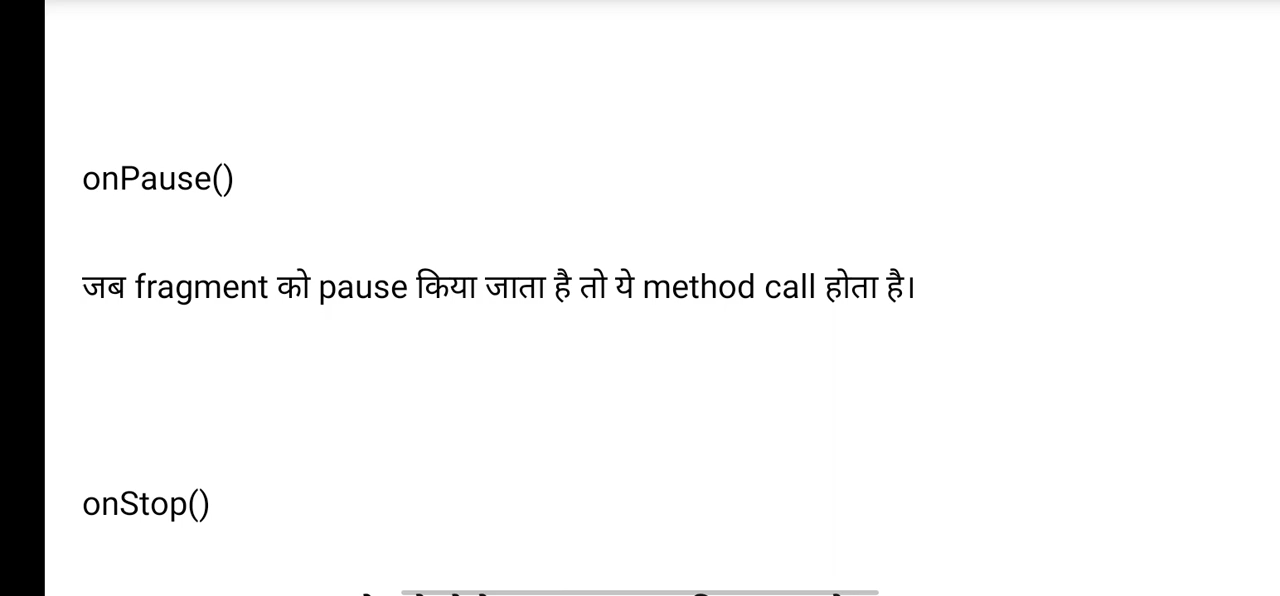 onPause()
जब fragment को pause किया जाता है तो ये method call होता है।
onStop()